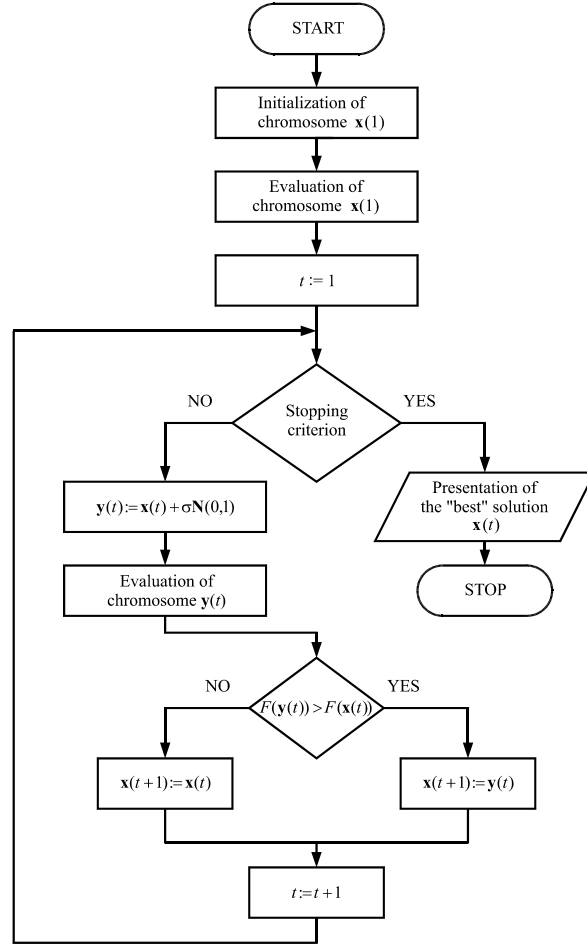 START
Initialization of
chromosome x(1)
Evaluation of
chromosome x(1)
t := 1
NO
YES
Stopping
criterion
y(t):= x(t)+σN(0,1)
Presentation of
the "best" solution
x(t)
Evaluation of
chromosome y(t)
STOP
NO
YES
F(y(t))>F(x(t))
x(t+1):= x(t)
x(t+1):= y(t)
t:= t+1